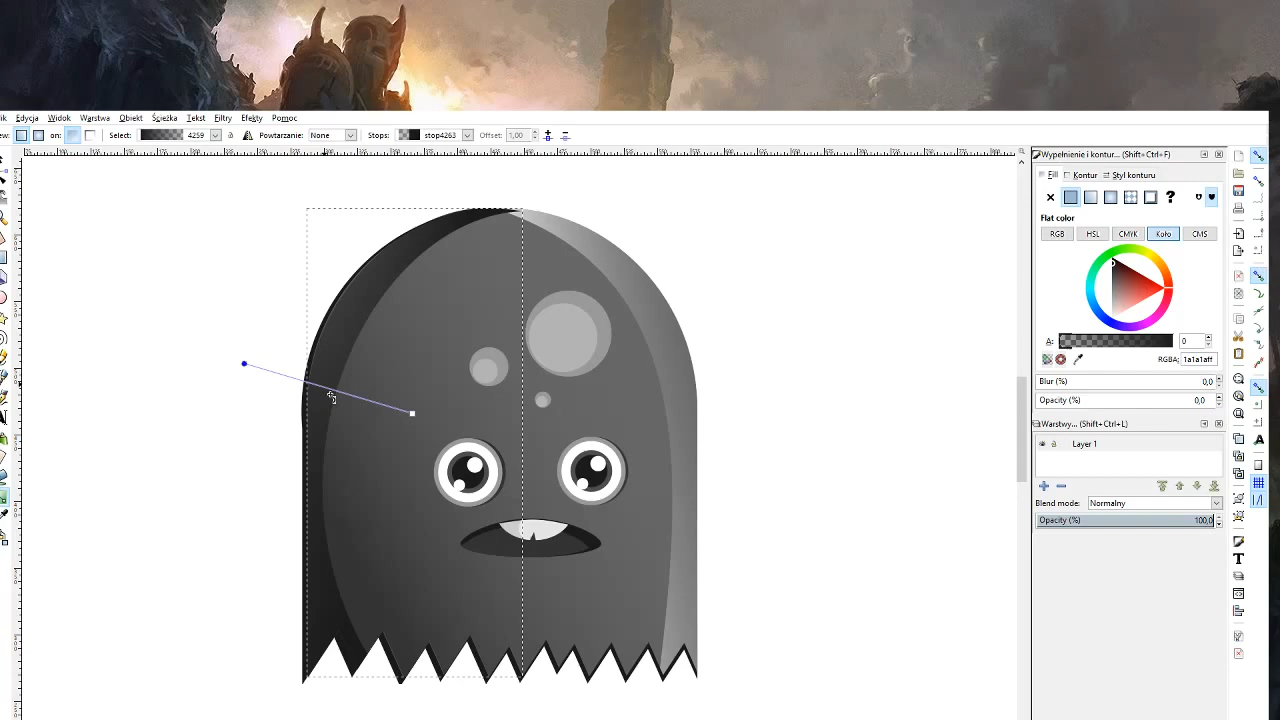 ik Edycja Widok Warstwa Obiekt Ścieżka Tekst Filtry Efekty Pomoc
on: Select: 4259 Powtarzanie: None Stops: stop4263 Offset: 1,00
Wypełnienie i kontur... (Shift+Ctrl+F)
Fill Kontur Styl konturu
Flat color
RGB HSL CMYK Koło CMS
A: 0
RGBA: 1a1a1aff
Blur (%) 0,0
Opacity (%) 0,0
Warstwy... (Shift+Ctrl+L)
Layer 1
Blend mode: Normalny
Opacity (%) 100,0